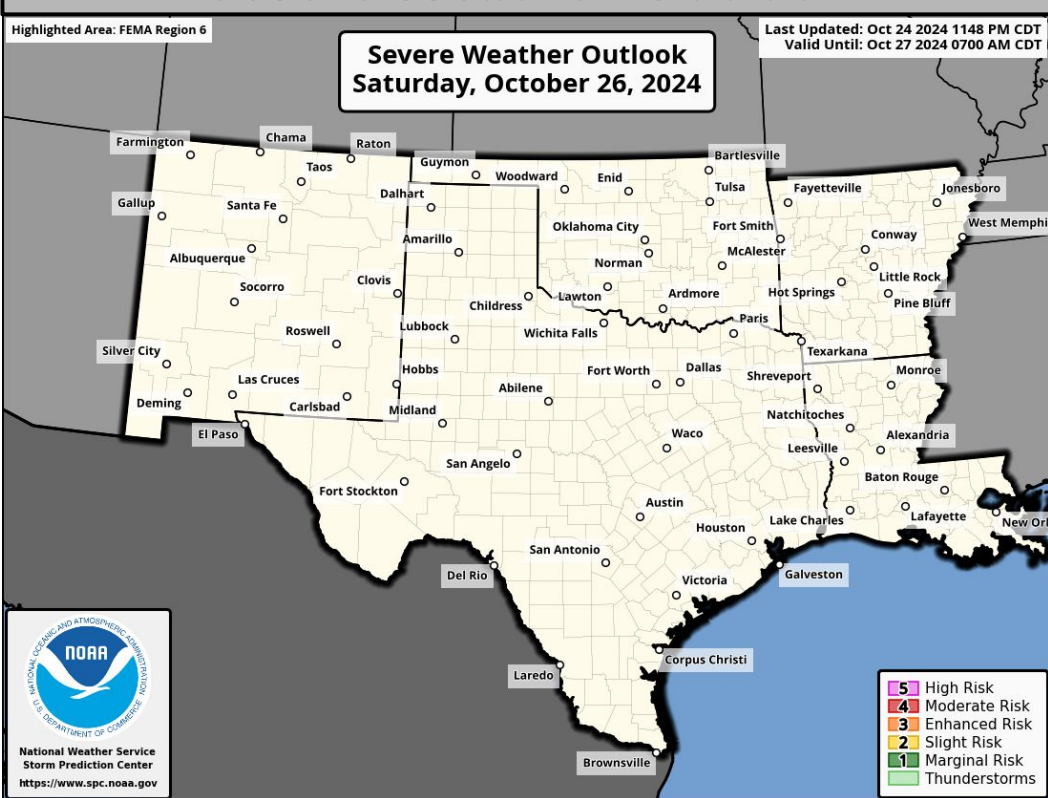 Highlighted Area: FEMA Region 6
Severe Weather Outlook
Saturday, October 26, 2024
Last Updated: Oct 24 2024 1148 PM CDT
Valid Until: Oct 27 2024 0700 AM CDT
Farmington
Chama
Raton
Taos
Guymon
Woodward
Enid
Bartlesville
Tulsa
Fayetteville
Jonesboro
Gallup
Santa Fe
Dalhart
Oklahoma City
Fort Smith
West Memphi
Albuquerque
Amarillo
Norman
McAlester
Conway
Socorro
Clovis
Childress
Lawton
Ardmore
Hot Springs
Little Rock
Pine Bluff
Roswell
Lubbock
Wichita Falls
Paris
Texarkana
Silver City
Las Cruces
Hobbs
Abilene
Fort Worth
Dallas
Shreveport
Monroe
Deming
Carlsbad
Midland
Natchitoches
El Paso
Waco
Leesville
Alexandria
San Angelo
Baton Rouge
Fort Stockton
Austin
Houston
Lake Charles
Lafayette
New Orl
San Antonio
Del Rio
Victoria
Galveston
Laredo
Corpus Christi
Brownsville
NATIONAL OCEANIC AND ATMOSPHERIC ADMINISTRATION
NOAA
U.S. DEPARTMENT OF COMMERCE
National Weather Service
Storm Prediction Center
https://www.spc.noaa.gov
5 High Risk
4 Moderate Risk
3 Enhanced Risk
2 Slight Risk
1 Marginal Risk
Thunderstorms